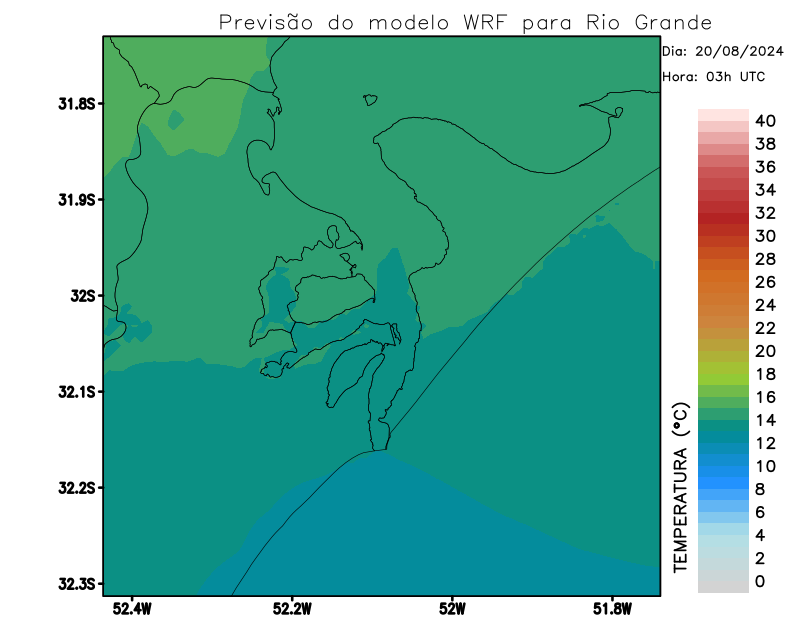 Previsão do modelo WRF para Rio Grande
Dia: 20/08/2024
Hora: 03h UTC
31.8S
31.9S
32S
32.1S
32.2S
32.3S
52.4W
52.2W
52W
51.8W
40
38
36
34
32
30
28
26
24
22
20
18
16
14
12
10
8
6
4
2
0
TEMPERATURA (°C)